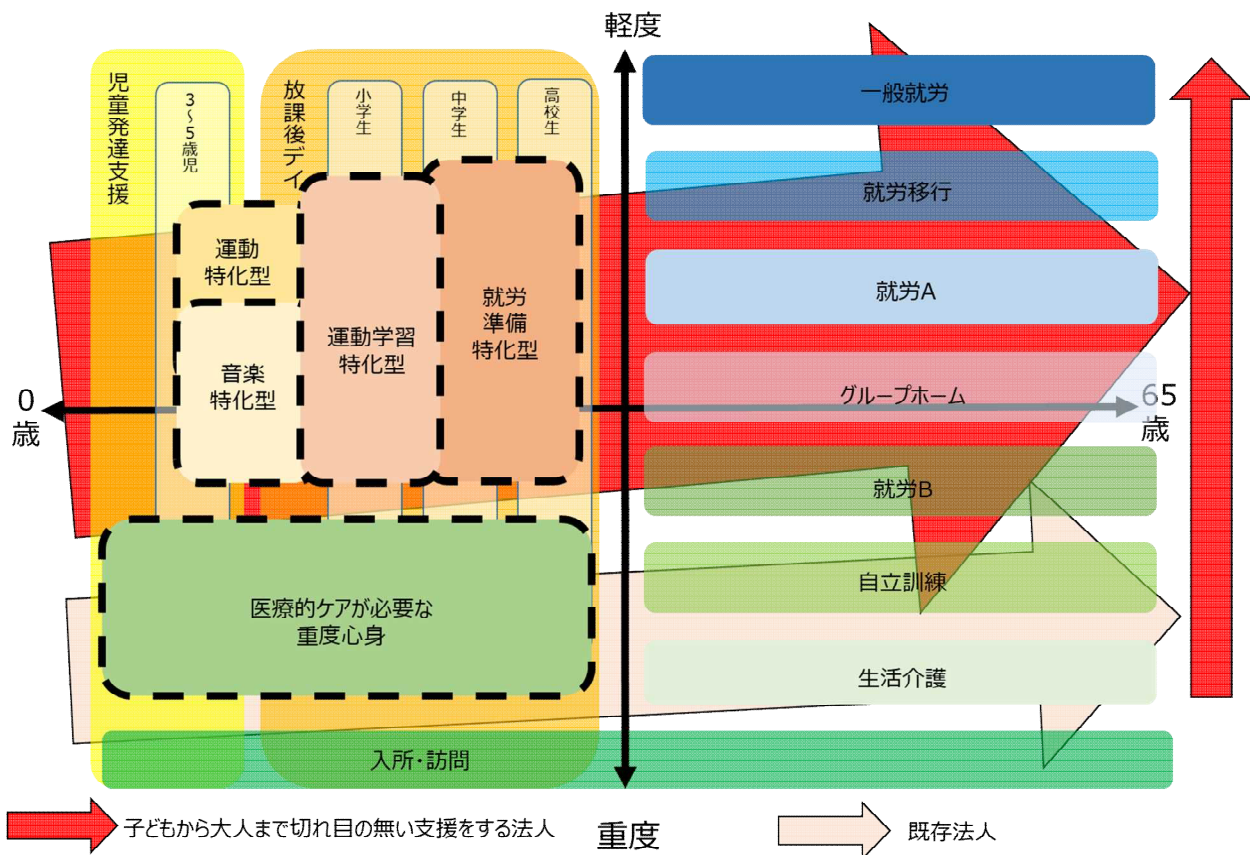 軽度
児童発達支援
3～5歳児
放課後デイ
小学生
中学生
高校生
一般就労
就労移行
就労A
グループホーム
就労B
自立訓練
生活介護
運動
特化型
音楽
特化型
運動学習
特化型
就労
準備
特化型
0
歳
65
歳
医療的ケアが必要な
重度心身
入所・訪問
重度
子どもから大人まで切れ目の無い支援をする法人
既存法人